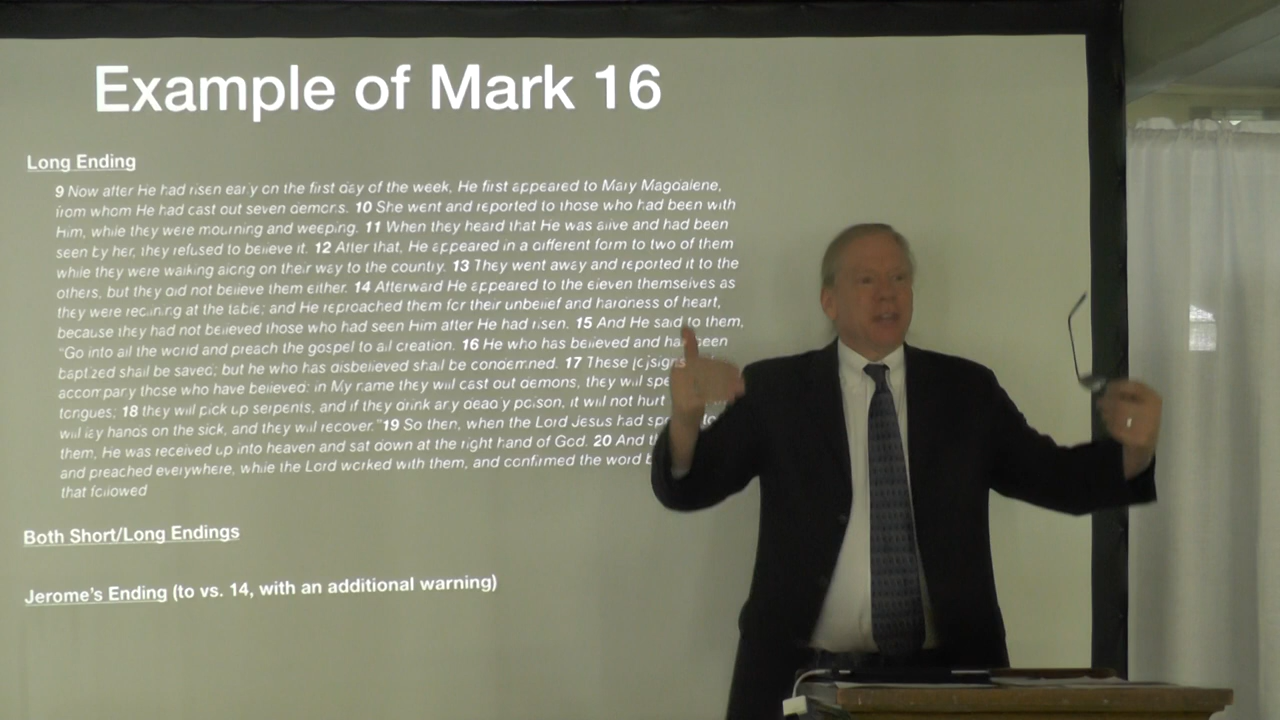 Example of Mark 16
Long Ending
9 Now after He had risen early on the first day of the week, He first appeared to Mary Magdalene,
from whom He had cast out seven demons. 10 She went and reported to those who had been with
Him, while they were mourning and weeping. 11 When they heard that He was alive and had been
seen by her, they refused to believe it. 12 After that, He appeared in a different form to two of them
while they were walking along on their way to the country. 13 They went away and reported it to the
others, but they did not believe them either. 14 Afterward He appeared to the eleven themselves as
they were reclining at the table; and He reproached them for their unbelief and hardness of heart,
because they had not believed those who had seen Him after He had risen. 15 And He said to them,
"Go into all the world and preach the gospel to all creation. 16 He who has believed and has been
baptized shall be saved; but he who has disbelieved shall be condemned. 17 These [c]signs
accompany those who have believed: in My name they will cast out demons, they will
tongues; 18 they will pick up serpents, and if they drink any deadly poison, it will not hurt
will lay hands on the sick, and they will recover." 19 So then, when the Lord Jesus had
them, He was received up into heaven and sat down at the right hand of God. 20 And
and preached everywhere, while the Lord worked with them, and confirmed the word
that followed
Both Short/Long Endings
Jerome's Ending (to vs. 14, with an additional warning)